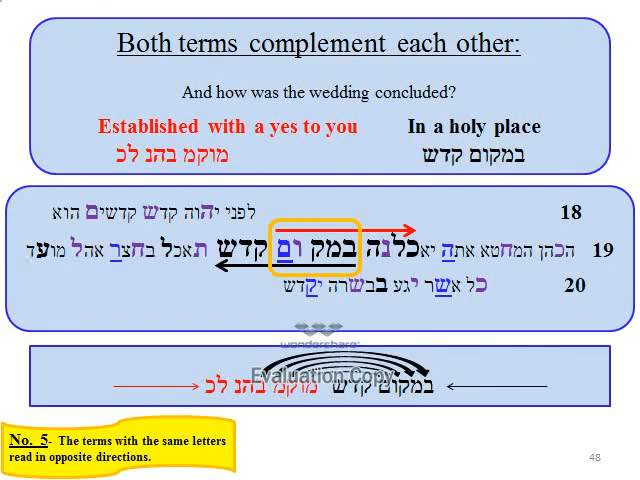 Both terms complement each other:
And how was the wedding concluded?
Established with a yes to you In a holy place
מוקמ בהנ לכ במקום קדש
18 לפני יהוה קדש קדשים הוא
19 הכהן המחטא אתה יאכלנה במקום קדש תאכל בחצר אהל מועד
20 כל אשר יגע בבשרה יקדש
wondershare
Evaluation Copy
במקום קדש מוקמ בהנ לכ
No. 5- The terms with the same letters
read in opposite directions.
48